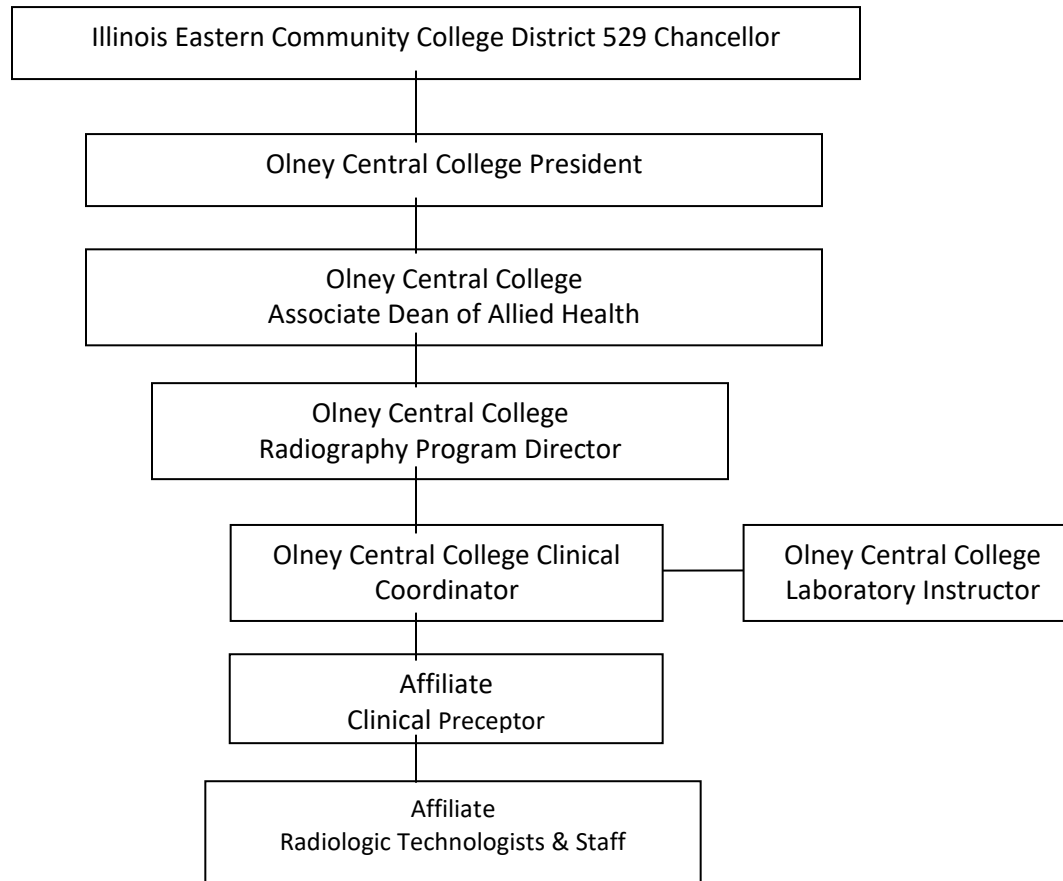 Illinois Eastern Community College District 529 Chancellor
Olney Central College President
Olney Central College
Associate Dean of Allied Health
Olney Central College
Radiography Program Director
Olney Central College Clinical
Coordinator
Olney Central College
Laboratory Instructor
Affiliate
Clinical Preceptor
Affiliate
Radiologic Technologists & Staff